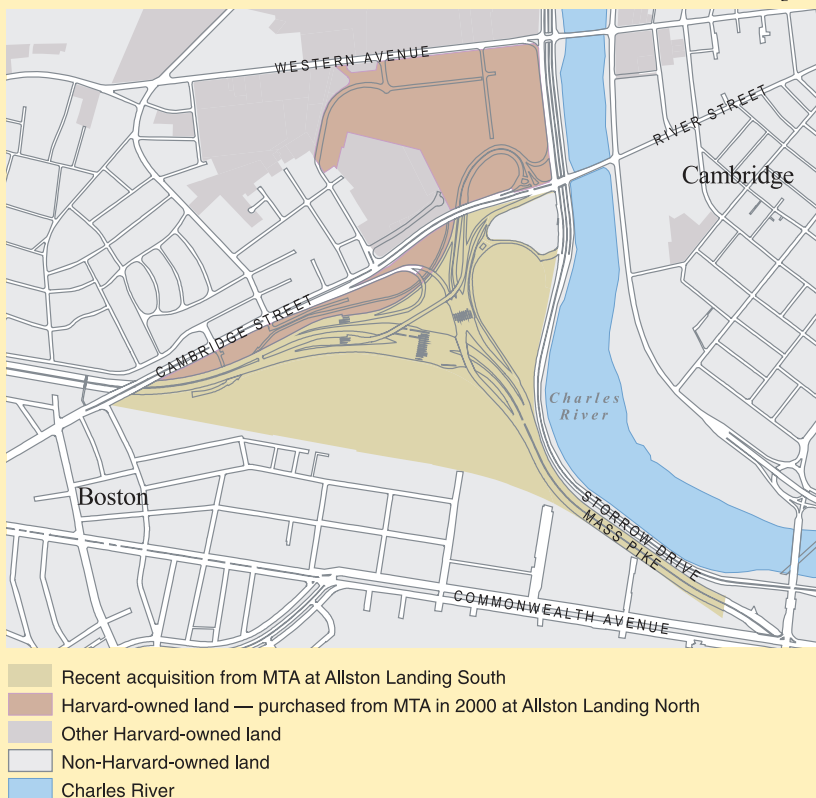 WESTERN AVENUE
RIVER STREET
Cambridge
CAMBRIDGE STREET
Charles
River
Boston
STORROW DRIVE
MASS PIKE
COMMONWEALTH AVENUE
Recent acquisition from MTA at Allston Landing South
Harvard-owned land — purchased from MTA in 2000 at Allston Landing North
Other Harvard-owned land
Non-Harvard-owned land
Charles River